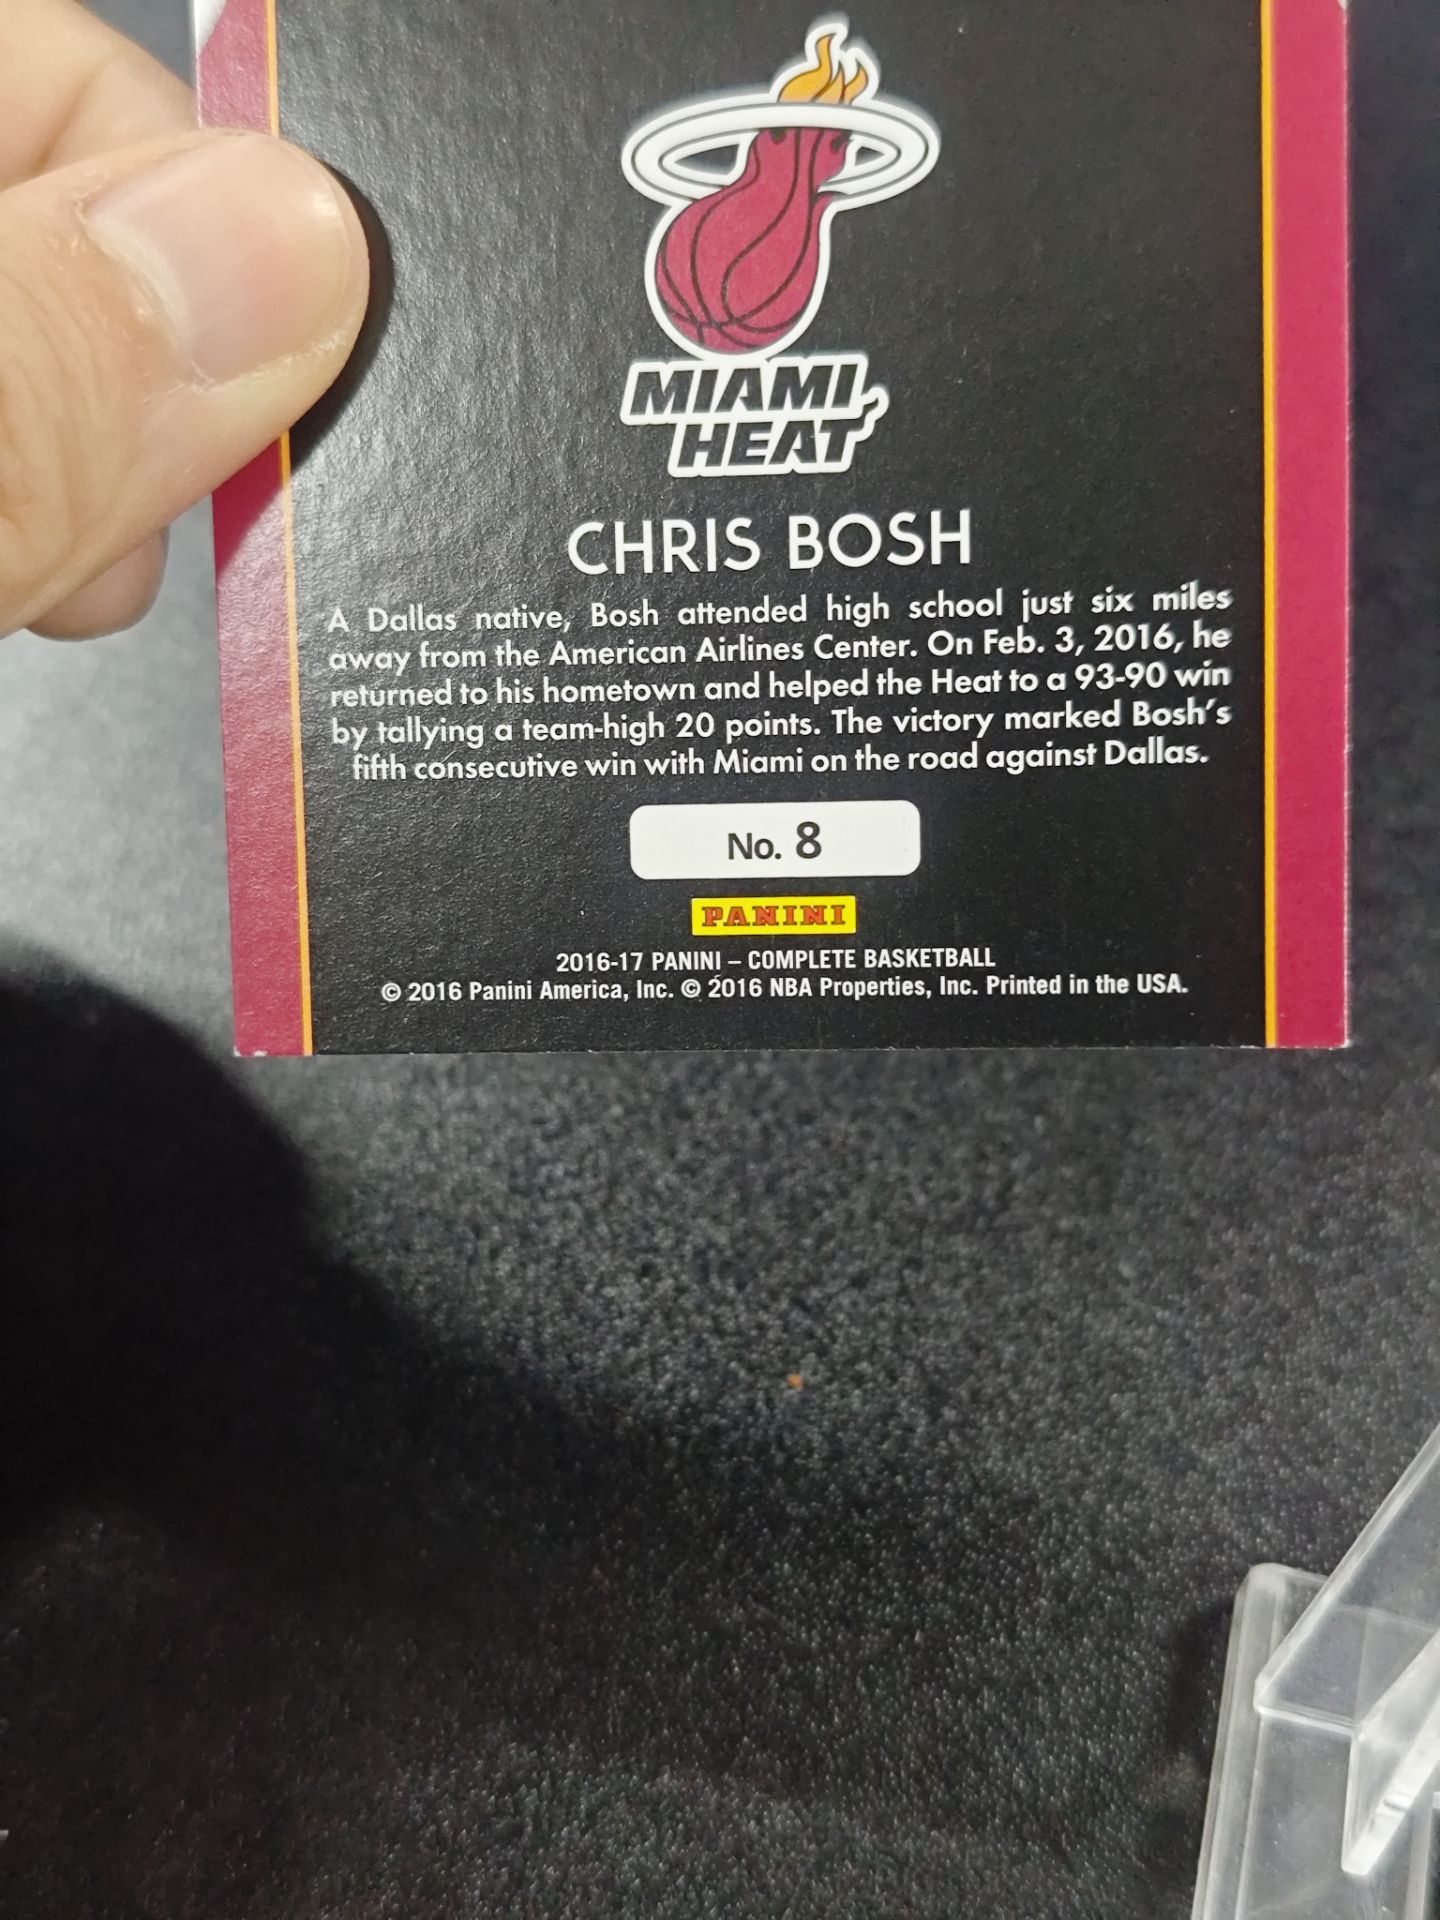 MIAMI
HEAT
CHRIS BOSH
A Dallas native, Bosh attended high school just six miles
away from the American Airlines Center. On Feb. 3, 2016, he
returned to his hometown and helped the Heat to a 93-90 win
by tallying a team-high 20 points. The victory marked Bosh's
fifth consecutive win with Miami on the road against Dallas.
No. 8
PANINI
2016-17 PANINI – COMPLETE BASKETBALL
© 2016 Panini America, Inc. © 2016 NBA Properties, Inc. Printed in the USA.